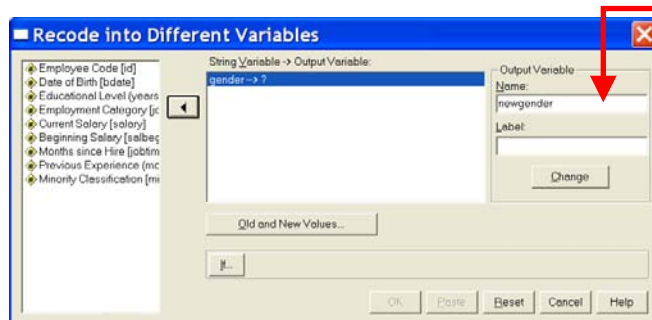 Recode into Different Variables
Employee Code [id]
Date of Birth [bdate]
Educational Level (years
Employment Category [jc
Current Salary [salary]
Beginning Salary [salbeg
Months since Hire [jobtim
Previous Experience (mc
Minority Classification [mi
String Variable -> Output Variable:
gender --> ?
Output Variable
Name:
newgender
Label:
Change
Old and New Values...
If...
OK
Paste
Reset
Cancel
Help